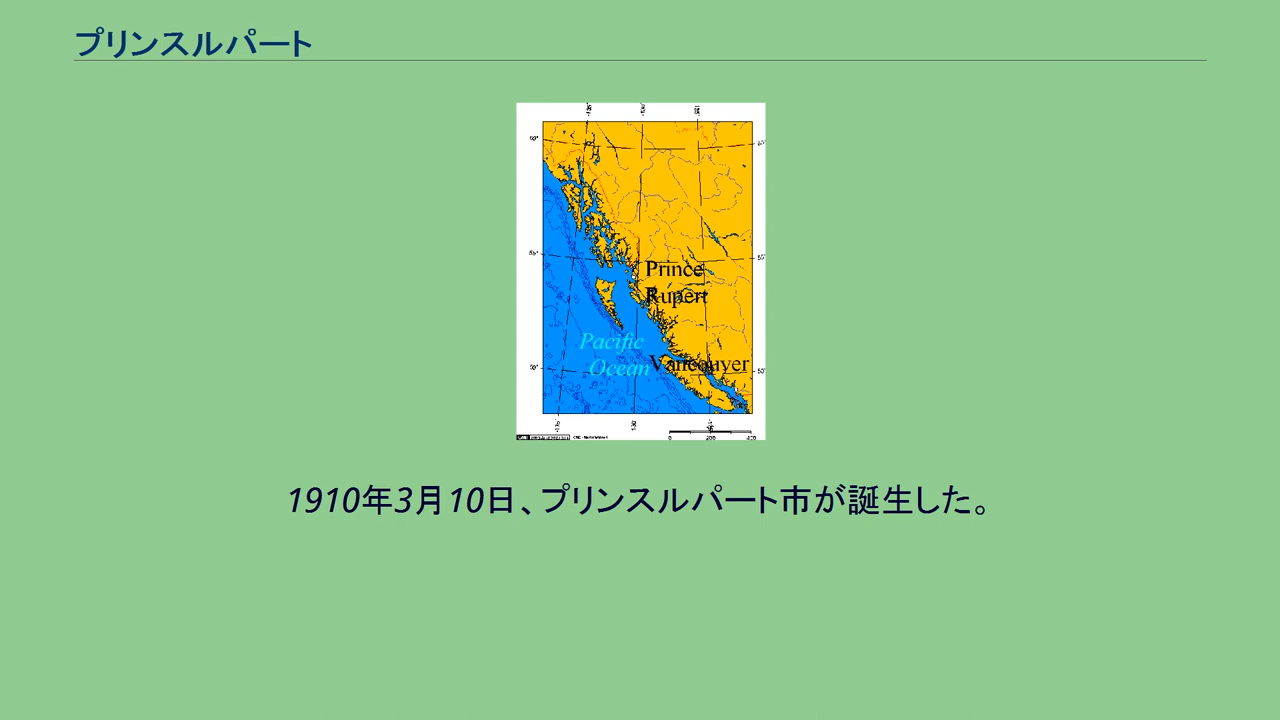 プリンスルパート
Prince
Rupert
Pacific
Ocean
Vancouver
1910年3月10日、プリンスルパート市が誕生した。